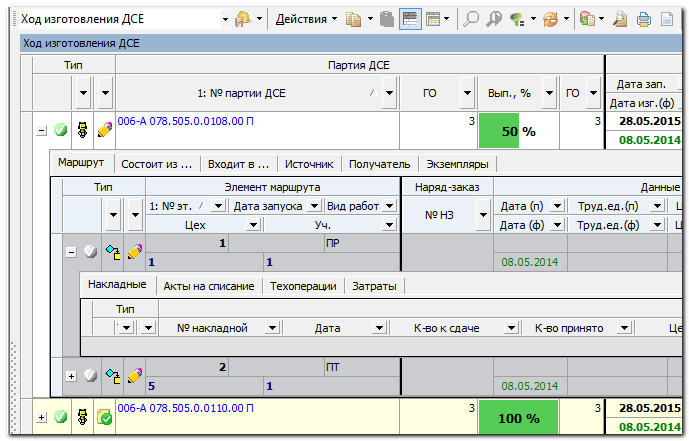 Ход изготовления ДСЕ Действия
Ход изготовления ДСЕ
Тип Партия ДСЕ
1: № партии ДСЕ ГО Вып., % ГО Дата зап.
Дата изг.(ф)
006-А 078.505.0.0108.00 П 3 50 % 3 28.05.2015
08.05.2014
Маршрут Состоит из ... Входит в ... Источник Получатель Экземпляры
Тип Элемент маршрута Наряд-заказ Данные
1: № эт. Дата запуска Вид работ № НЗ Дата (п) Труд.ед.(п)
Цех Уч. Дата (ф) Труд.ед.(ф)
1 ПР
1 1 08.05.2014
Накладные Акты на списание Техоперации Затраты
Тип
№ накладной Дата К-во к сдаче К-во принято Це
2 ПТ
5 1 08.05.2014
006-А 078.505.0.0110.00 П 3 100 % 3 28.05.2015
08.05.2014